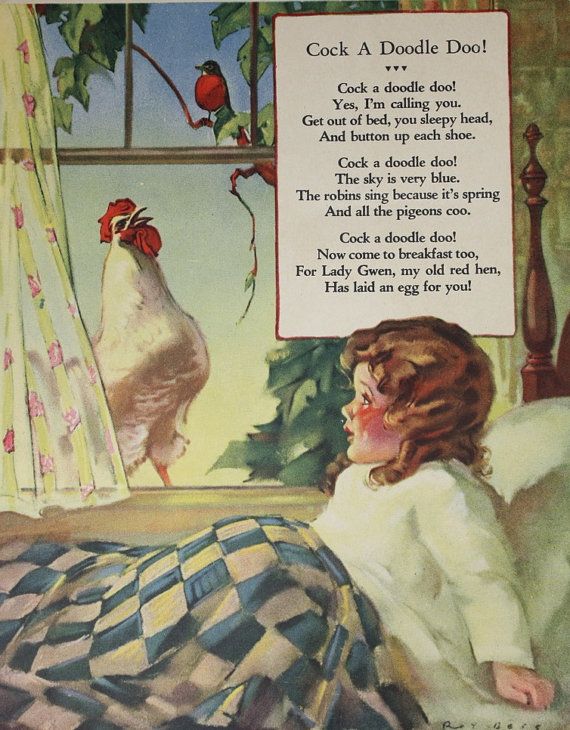 Cock A Doodle Doo!
Cock a doodle doo!
Yes, I'm calling you.
Get out of bed, you sleepy head,
And button up each shoe.
Cock a doodle doo!
The sky is very blue.
The robins sing because it's spring
And all the pigeons coo.
Cock a doodle doo!
Now come to breakfast too,
For Lady Gwen, my old red hen,
Has laid an egg for you!